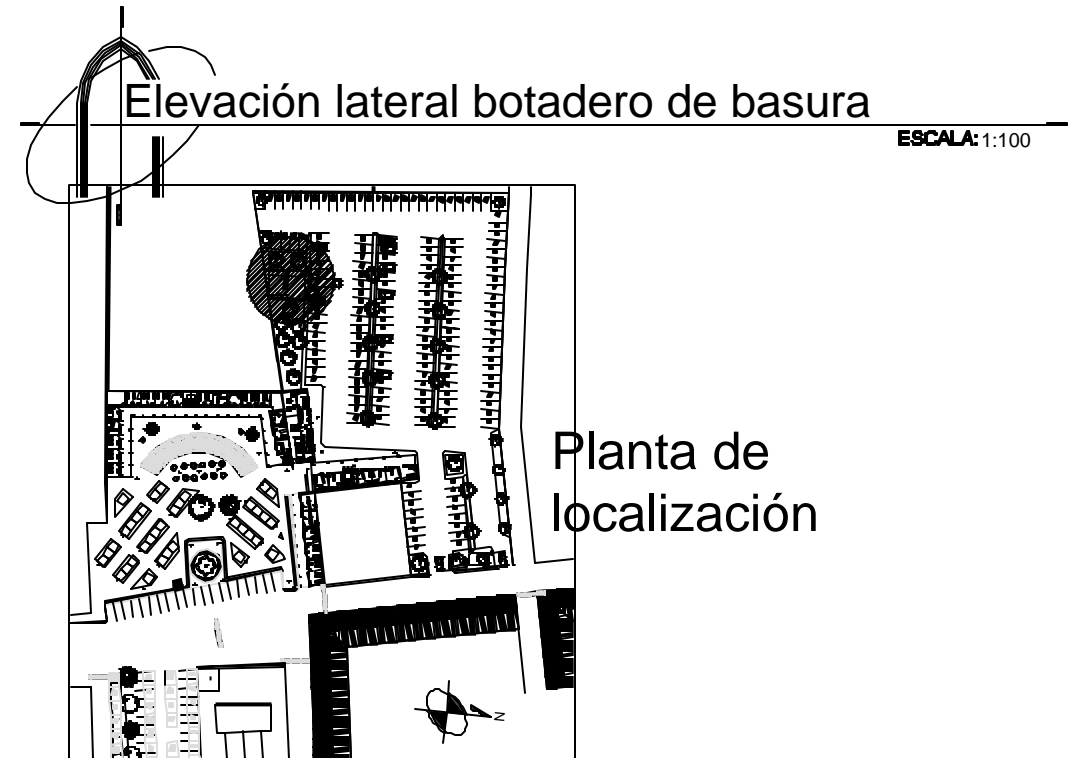 Elevación lateral botadero de basura
ESCALA: 1:100
Planta de
localización
N